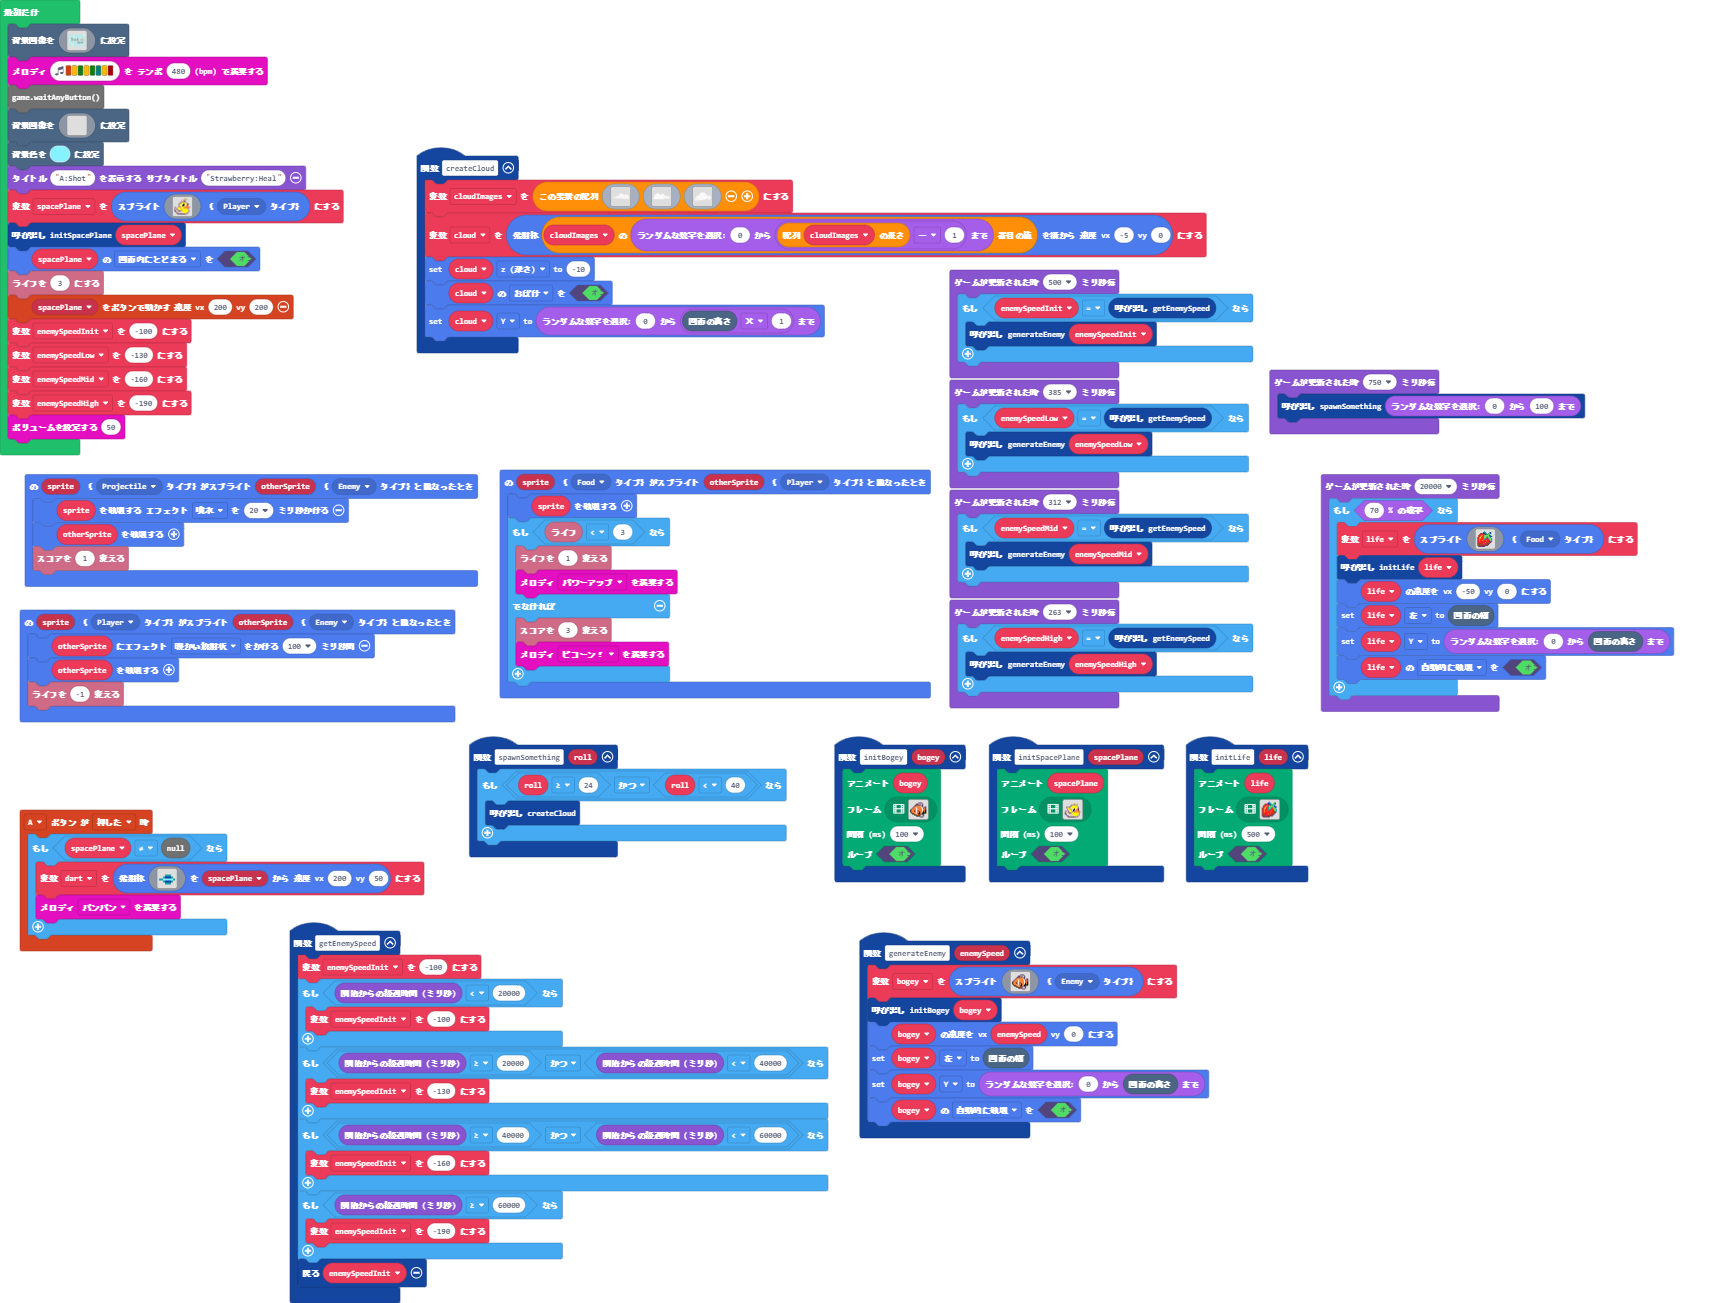 最初だけ
背景画像を に設定
メロディ を テンポ 480 (bpm) で演奏する
game.waitAnyButton()
背景画像を に設定
背景色を に設定
タイトル "A:Shot" を表示する サブタイトル "Strawberry:Heal"
変数 spacePlane を スプライト { Player タイプ} にする
呼び出し initSpacePlane spacePlane
spacePlane の 画面内にとどまる を オ
ライフを 3 にする
spacePlane をボタンで動かす 速度 vx 200 vy 200
変数 enemySpeedInit を -100 にする
変数 enemySpeedLow を -130 にする
変数 enemySpeedMid を -160 にする
変数 enemySpeedHigh を -190 にする
ボリュームを設定する 50
関数 createCloud
変数 cloudImages を この要素の配列 にする
変数 cloud を 発射体 cloudImages の ランダムな数字を選択: 0 から 配列 cloudImages の長さ - 1 まで 番目の値 を横から 速度 vx -5 vy 0 にする
set cloud z (深さ) to -10
cloud の おばけ を オ
set cloud Y to ランダムな数字を選択: 0 から 画面の高さ × 1 まで
ゲームが更新された時 500 ミリ秒毎
もし enemySpeedInit = 呼び出し getEnemySpeed なら
呼び出し generateEnemy enemySpeedInit
ゲームが更新された時 385 ミリ秒毎
もし enemySpeedLow = 呼び出し getEnemySpeed なら
呼び出し generateEnemy enemySpeedLow
ゲームが更新された時 312 ミリ秒毎
もし enemySpeedMid = 呼び出し getEnemySpeed なら
呼び出し generateEnemy enemySpeedMid
ゲームが更新された時 263 ミリ秒毎
もし enemySpeedHigh = 呼び出し getEnemySpeed なら
呼び出し generateEnemy enemySpeedHigh
ゲームが更新された時 750 ミリ秒毎
呼び出し spawnSomething ランダムな数字を選択: 0 から 100 まで
の sprite { Projectile タイプ} がスプライト otherSprite { Enemy タイプ} と重なったとき
sprite を破壊する エフェクト 噴水 を 20 ミリ秒かける
otherSprite を破壊する
スコアを 1 変える
の sprite { Food タイプ} がスプライト otherSprite { Player タイプ} と重なったとき
sprite を破壊する
もし ライフ < 3 なら
ライフを 1 変える
メロディ パワーアップ を演奏する
でなければ
スコアを 3 変える
メロディ ピコーン! を演奏する
ゲームが更新された時 20000 ミリ秒毎
もし 70 % の確率 なら
変数 life を スプライト { Food タイプ} にする
呼び出し initLife life
life の速度を vx -50 vy 0 にする
set life 左 to 画面の幅
set life Y to ランダムな数字を選択: 0 から 画面の高さ まで
life の 自動的に破壊 を オ
の sprite { Player タイプ} がスプライト otherSprite { Enemy タイプ} と重なったとき
otherSprite にエフェクト 暖かい放射状 をかける 100 ミリ秒間
otherSprite を破壊する
ライフを -1 変える
関数 spawnSomething roll
もし roll ≥ 24 かつ roll < 40 なら
呼び出し createCloud
関数 initBogey bogey
アニメート bogey
フレーム
間隔 (ms) 100
ループ オ
関数 initSpacePlane spacePlane
アニメート spacePlane
フレーム
間隔 (ms) 100
ループ オ
関数 initLife life
アニメート life
フレーム
間隔 (ms) 500
ループ オ
A ボタン が 押した 時
もし spacePlane ≠ null なら
変数 dart を 発射体 を spacePlane から 速度 vx 200 vy 50 にする
メロディ バンバン を演奏する
関数 getEnemySpeed
変数 enemySpeedInit を -100 にする
もし 開始からの経過時間 (ミリ秒) < 20000 なら
変数 enemySpeedInit を -100 にする
もし 開始からの経過時間 (ミリ秒) ≥ 20000 かつ 開始からの経過時間 (ミリ秒) < 40000 なら
変数 enemySpeedInit を -130 にする
もし 開始からの経過時間 (ミリ秒) ≥ 40000 かつ 開始からの経過時間 (ミリ秒) < 60000 なら
変数 enemySpeedInit を -160 にする
もし 開始からの経過時間 (ミリ秒) ≥ 60000 なら
変数 enemySpeedInit を -190 にする
戻る enemySpeedInit
関数 generateEnemy enemySpeed
変数 bogey を スプライト { Enemy タイプ} にする
呼び出し initBogey bogey
bogey の速度を vx enemySpeed vy 0 にする
set bogey 左 to 画面の幅
set bogey Y to ランダムな数字を選択: 0 から 画面の高さ まで
bogey の 自動的に破壊 を オ